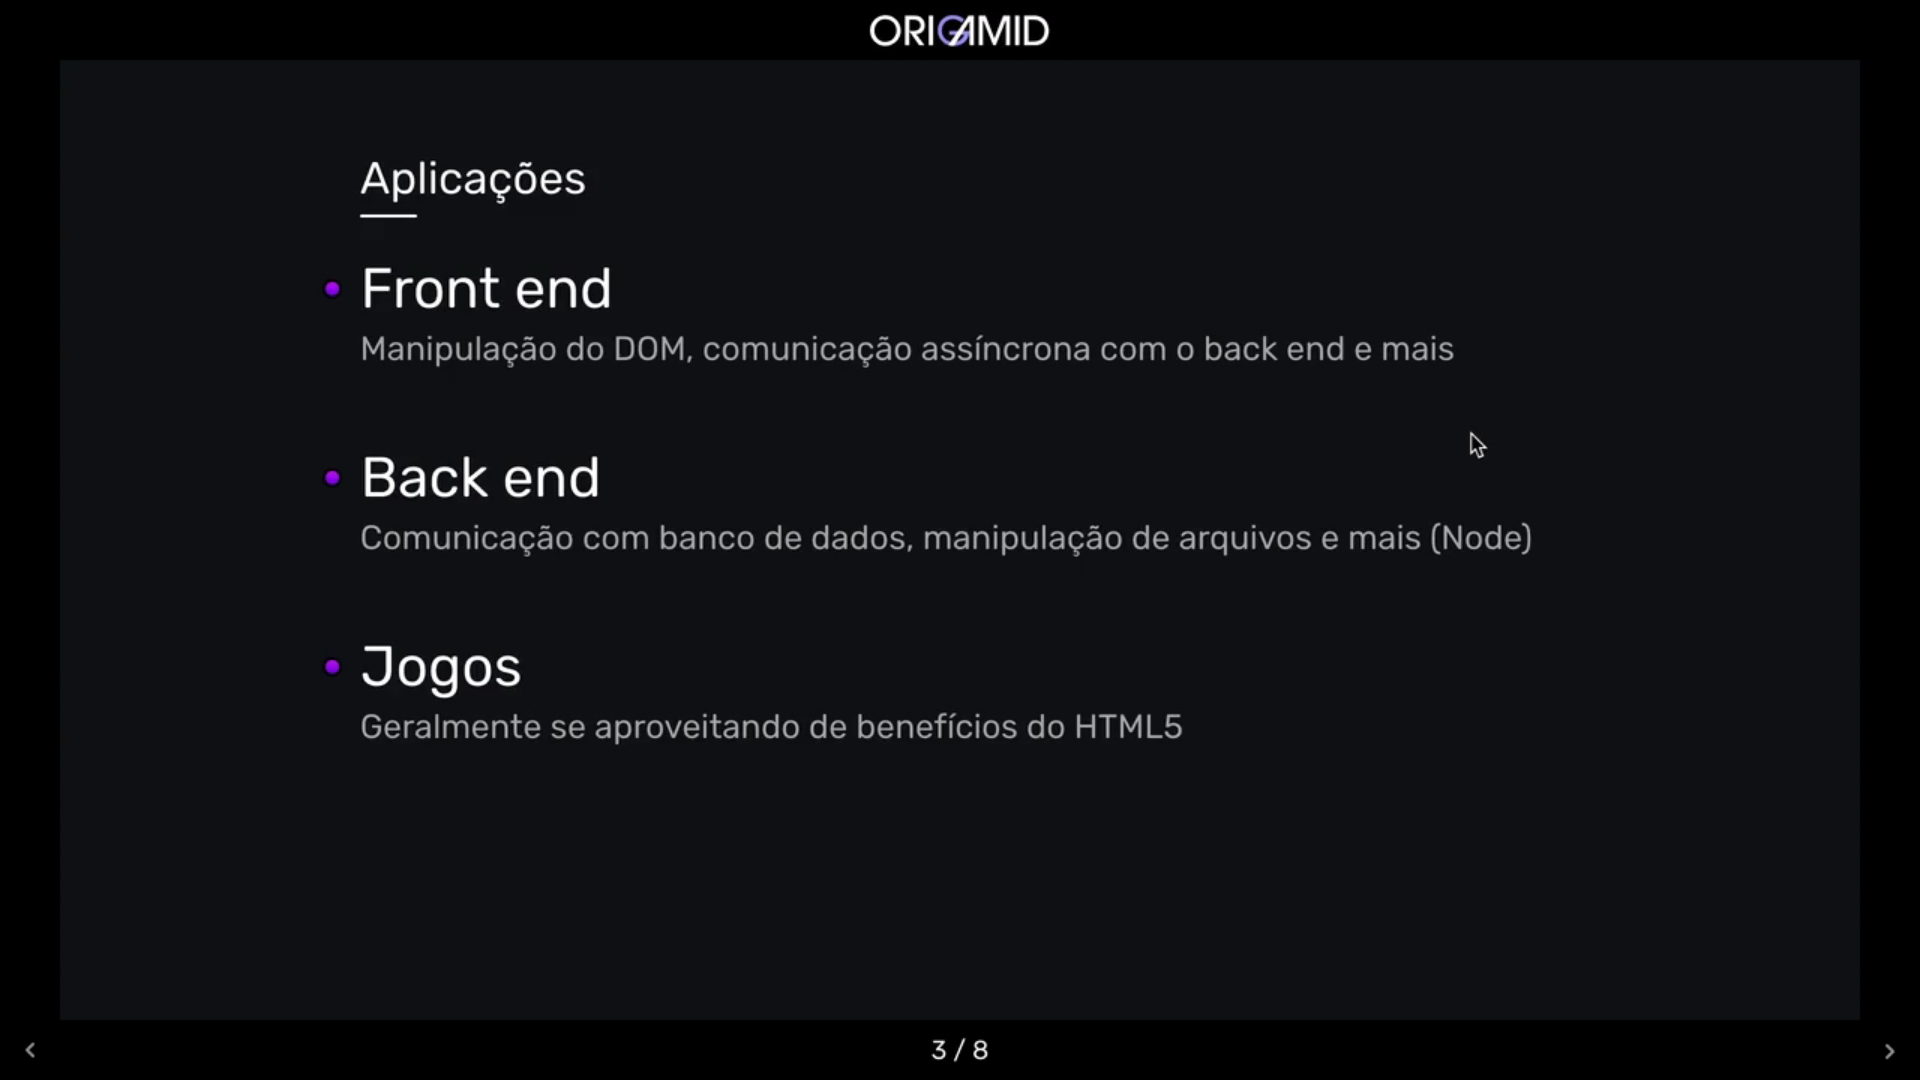 ORIGAMID
Aplicações
Front end
Manipulação do DOM, comunicação assíncrona com o back end e mais
Back end
Comunicação com banco de dados, manipulação de arquivos e mais (Node)
Jogos
Geralmente se aproveitando de benefícios do HTML5
3 / 8